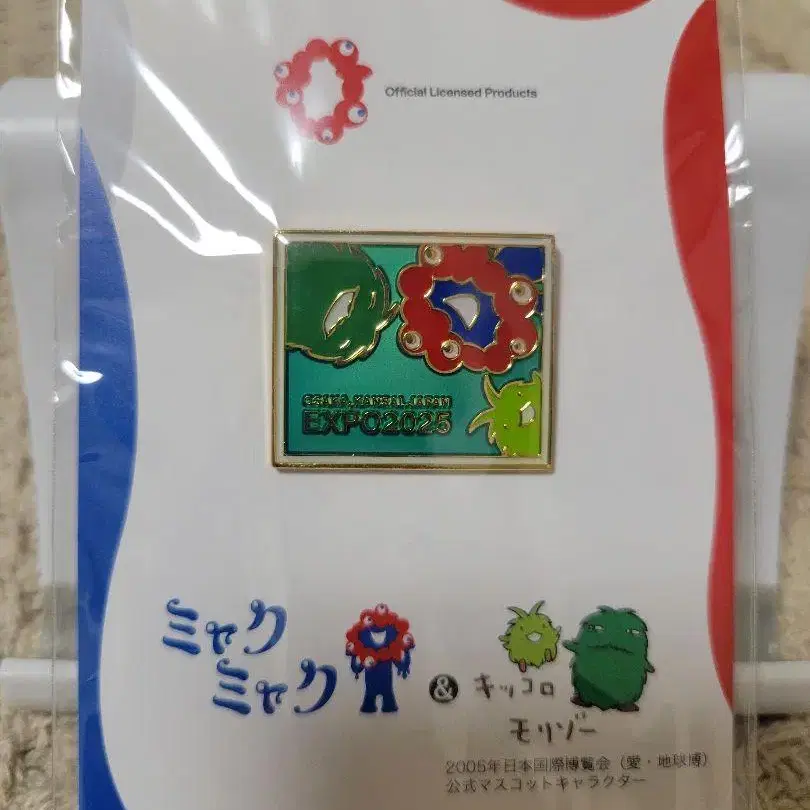 Official Licensed Products
OSAKA, KANSAI, JAPAN
EXPO2025
ミャク
ミャク
&
キッコロ
モリゾー
2005年日本国際博覧会(愛・地球博)
公式マスコットキャラクター